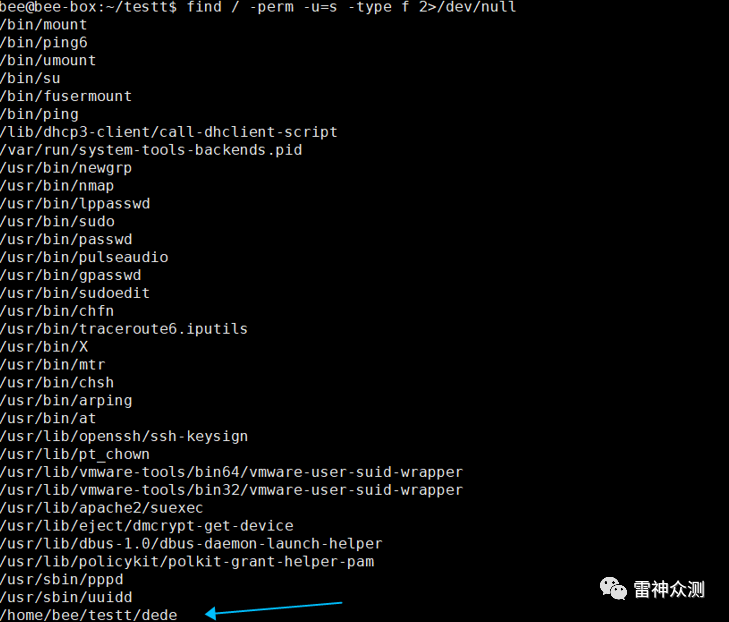 bee@bee-box:~/testt$ find / -perm -u=s -type f 2>/dev/null
/bin/mount
/bin/ping6
/bin/umount
/bin/su
/bin/fusermount
/bin/ping
/lib/dhcp3-client/call-dhclient-script
/var/run/system-tools-backends.pid
/usr/bin/newgrp
/usr/bin/nmap
/usr/bin/lppasswd
/usr/bin/sudo
/usr/bin/passwd
/usr/bin/pulseaudio
/usr/bin/gpasswd
/usr/bin/sudoedit
/usr/bin/chfn
/usr/bin/traceroute6.iputils
/usr/bin/X
/usr/bin/mtr
/usr/bin/chsh
/usr/bin/arping
/usr/bin/at
/usr/lib/openssh/ssh-keysign
/usr/lib/pt_chown
/usr/lib/vmware-tools/bin64/vmware-user-suid-wrapper
/usr/lib/vmware-tools/bin32/vmware-user-suid-wrapper
/usr/lib/apache2/suexec
/usr/lib/eject/dmcrypt-get-device
/usr/lib/dbus-1.0/dbus-daemon-launch-helper
/usr/lib/policykit/polkit-grant-helper-pam
/usr/sbin/pppd
/usr/sbin/uuidd
/home/bee/testt/dede
雷神众测